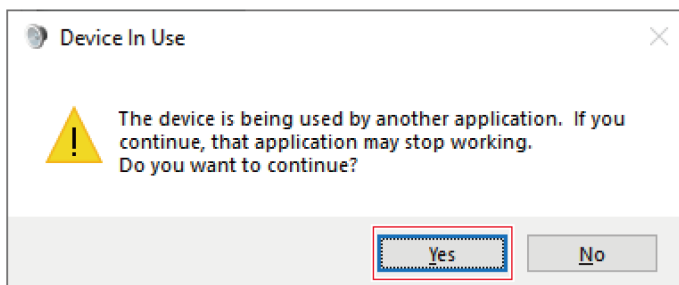 Device In Use
The device is being used by another application.  If you
continue, that application may stop working.
Do you want to continue?
Yes
No